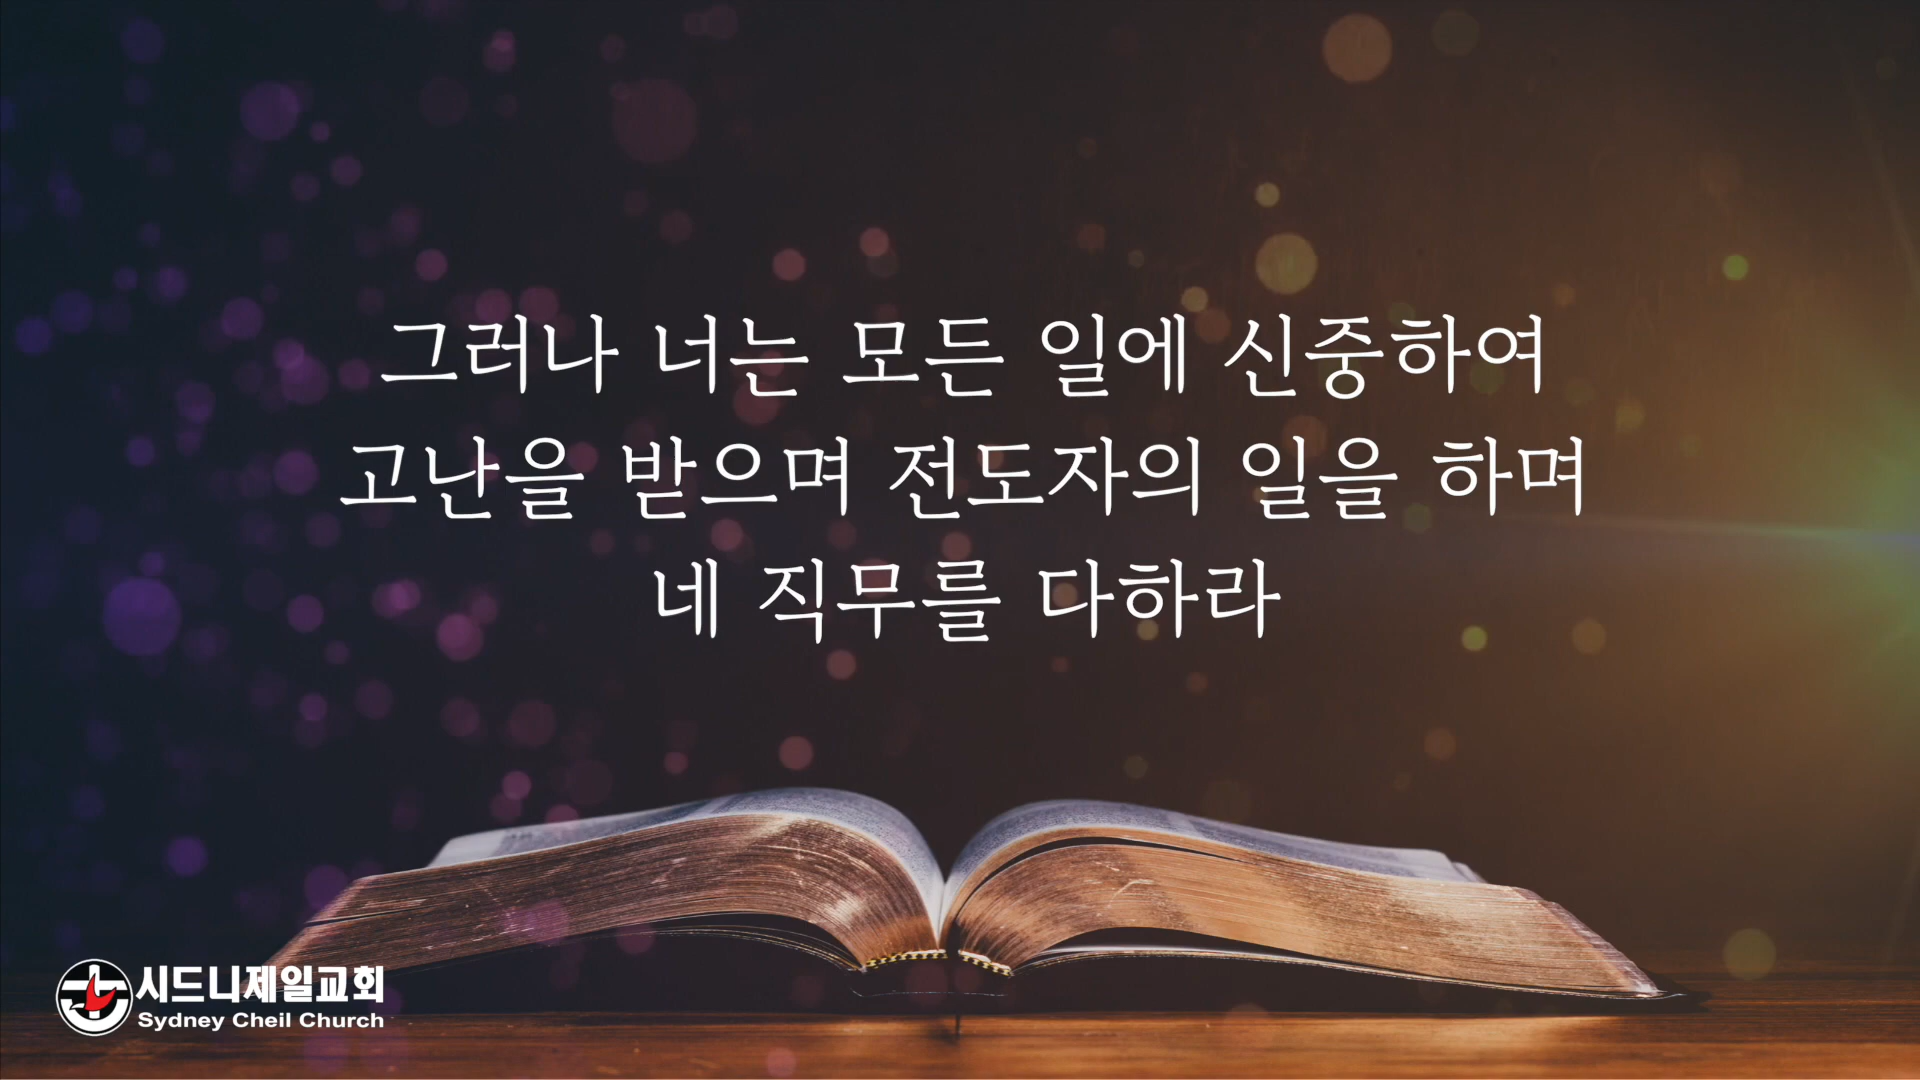 그러나 너는 모든 일에 신중하여
고난을 받으며 전도자의 일을 하며
네 직무를 다하라
시드니제일교회
Sydney Cheil Church